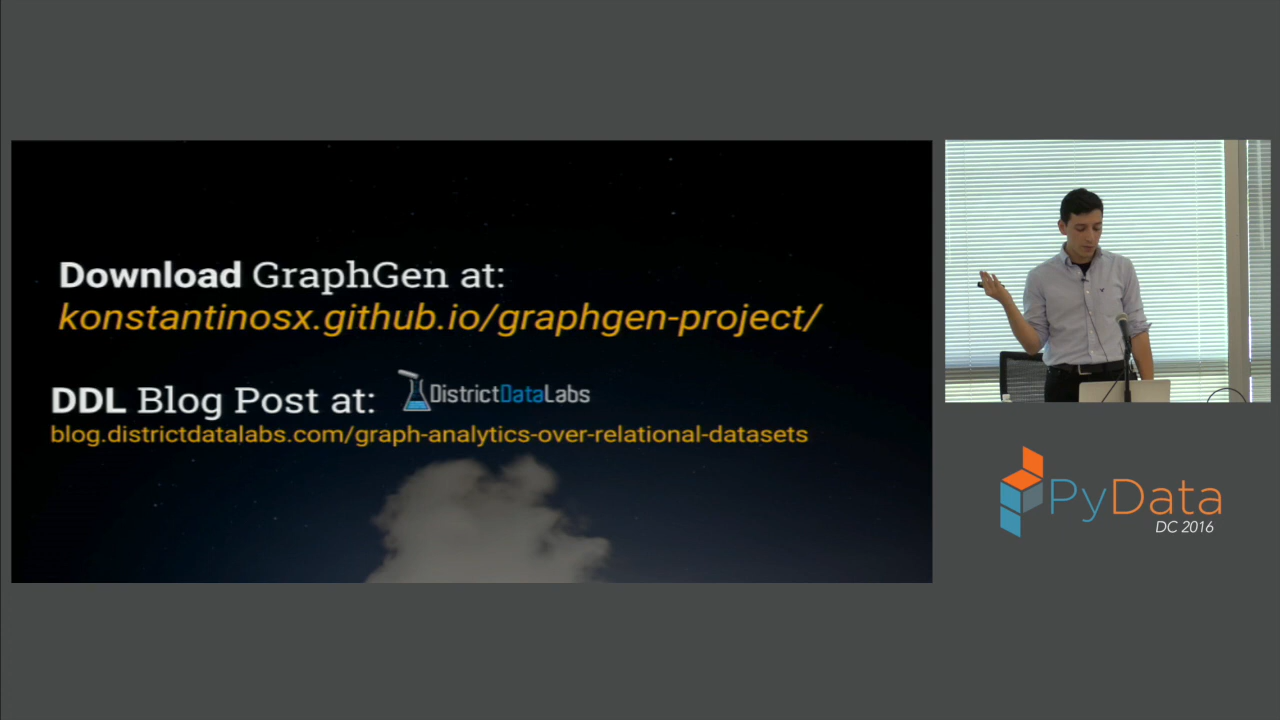 Download GraphGen at:
konstantinosx.github.io/graphgen-project/
DDL Blog Post at:
DistrictDataLabs
blog.districtdatalabs.com/graph-analytics-over-relational-datasets
PyData
DC 2016